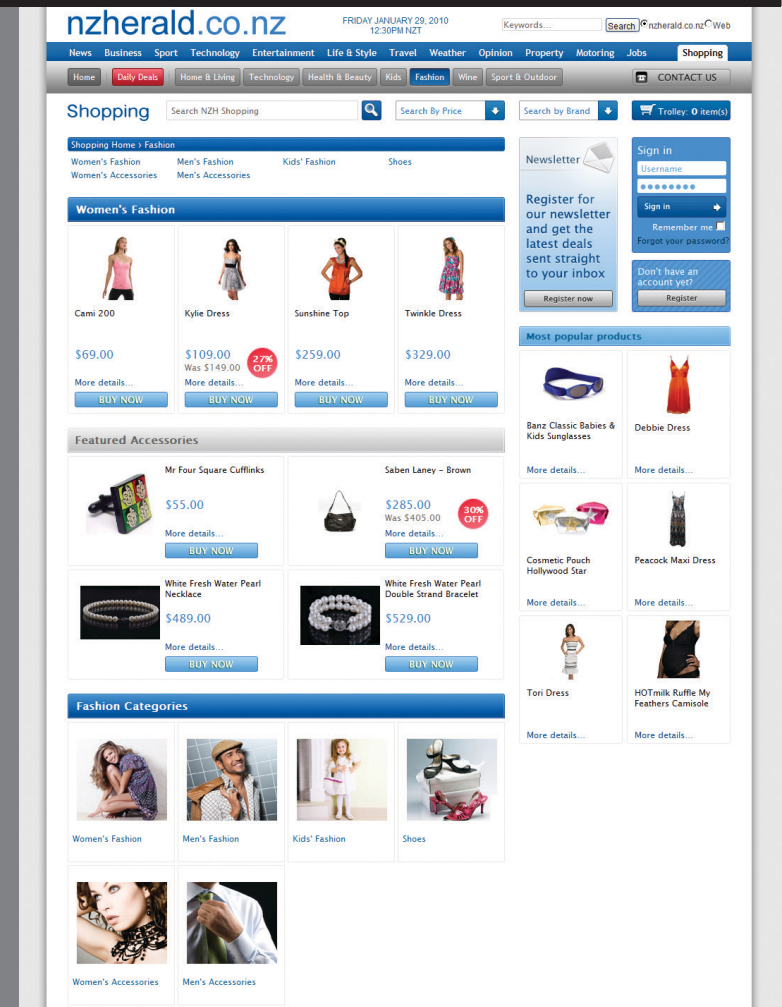 nzherald.co.nz
FRIDAY JANUARY 29, 2010
12:30PM NZT
Keywords...
Search
nzherald.co.nz
Web
News Business Sport Technology Entertainment Life & Style Travel Weather Opinion Property Motoring Jobs Shopping
Home Daily Deals Home & Living Technology Health & Beauty Kids Fashion Wine Sport & Outdoor
CONTACT US
Shopping
Search NZH Shopping
Search By Price
Search by Brand
Trolley: 0 item(s)
Shopping Home › Fashion
Women's Fashion Men's Fashion Kids' Fashion Shoes
Women's Accessories Men's Accessories
Newsletter
Register for
our newsletter
and get the
latest deals
sent straight
to your inbox
Register now
Sign in
Username
Sign in
Remember me
Forgot your password?
Don't have an
account yet?
Register
Women's Fashion
Cami 200
$69.00
More details...
BUY NOW
Kylie Dress
$109.00
Was $149.00
27%
OFF
More details...
BUY NOW
Sunshine Top
$259.00
More details...
BUY NOW
Twinkle Dress
$329.00
More details...
BUY NOW
Most popular products
Banz Classic Babies &
Kids Sunglasses
More details...
Debbie Dress
More details...
Cosmetic Pouch
Hollywood Star
More details...
Peacock Maxi Dress
More details...
Tori Dress
More details...
HOTmilk Ruffle My
Feathers Camisole
More details...
Featured Accessories
Mr Four Square Cufflinks
$55.00
More details...
BUY NOW
Saben Laney - Brown
$285.00
Was $405.00
30%
OFF
More details...
BUY NOW
White Fresh Water Pearl
Necklace
$489.00
More details...
BUY NOW
White Fresh Water Pearl
Double Strand Bracelet
$529.00
More details...
BUY NOW
Fashion Categories
Women's Fashion
Men's Fashion
Kids' Fashion
Shoes
Women's Accessories
Men's Accessories